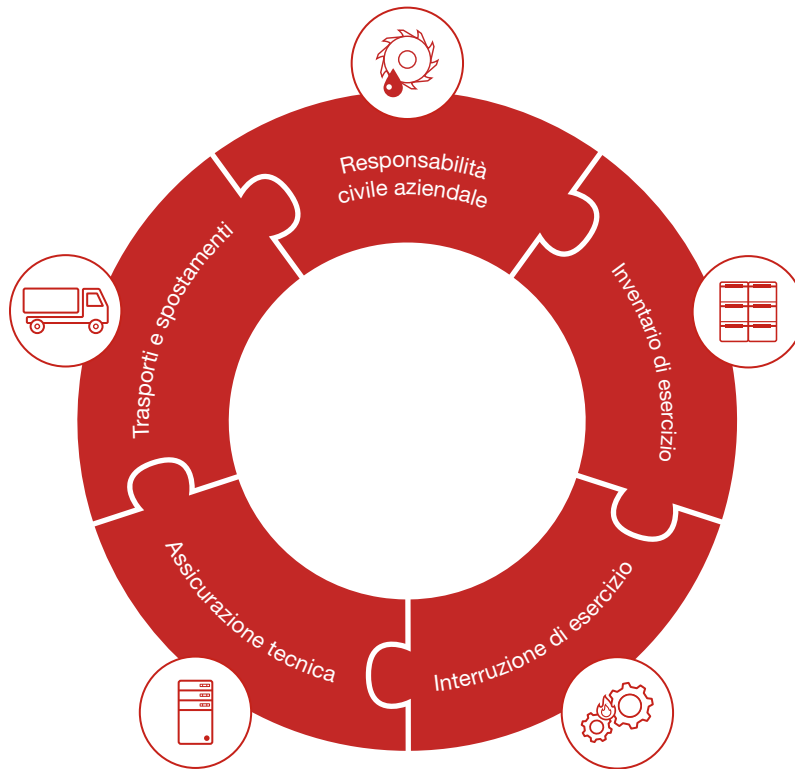 Responsabilità
civile aziendale
Inventario di esercizio
Interruzione di esercizio
Assicurazione tecnica
Trasporti e spostamenti